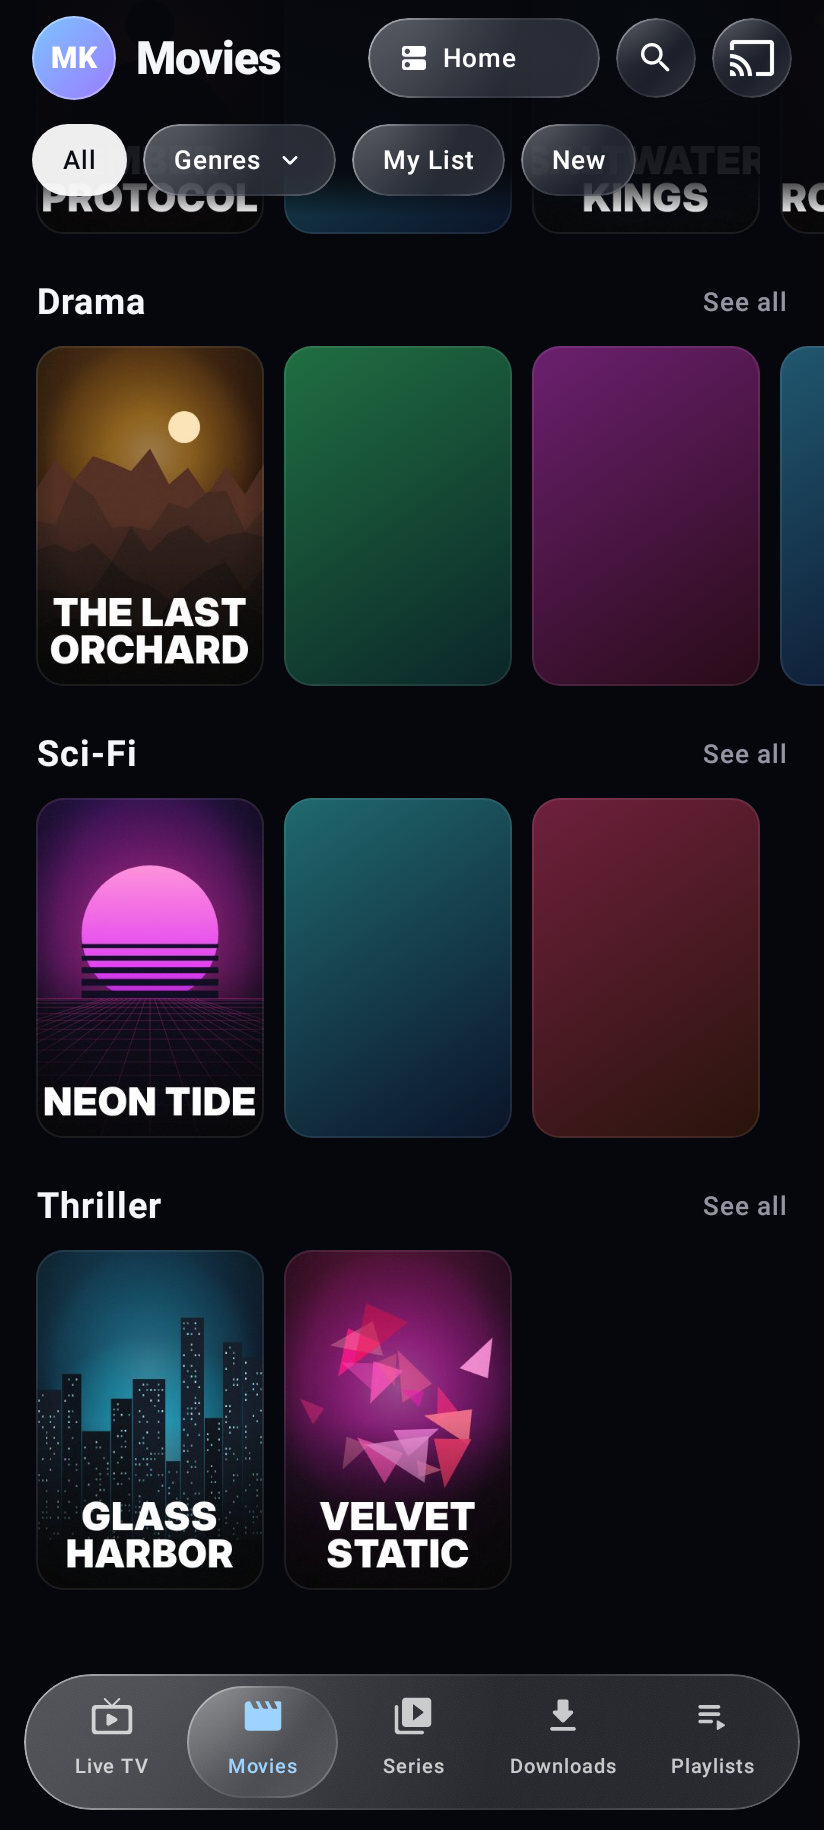 MK
Movies
Home
All
Genres
My List
New
PROTOCOL
KINGS
Drama
See all
THE LAST
ORCHARD
Sci-Fi
See all
NEON TIDE
Thriller
See all
GLASS
HARBOR
VELVET
STATIC
Live TV
Movies
Series
Downloads
Playlists